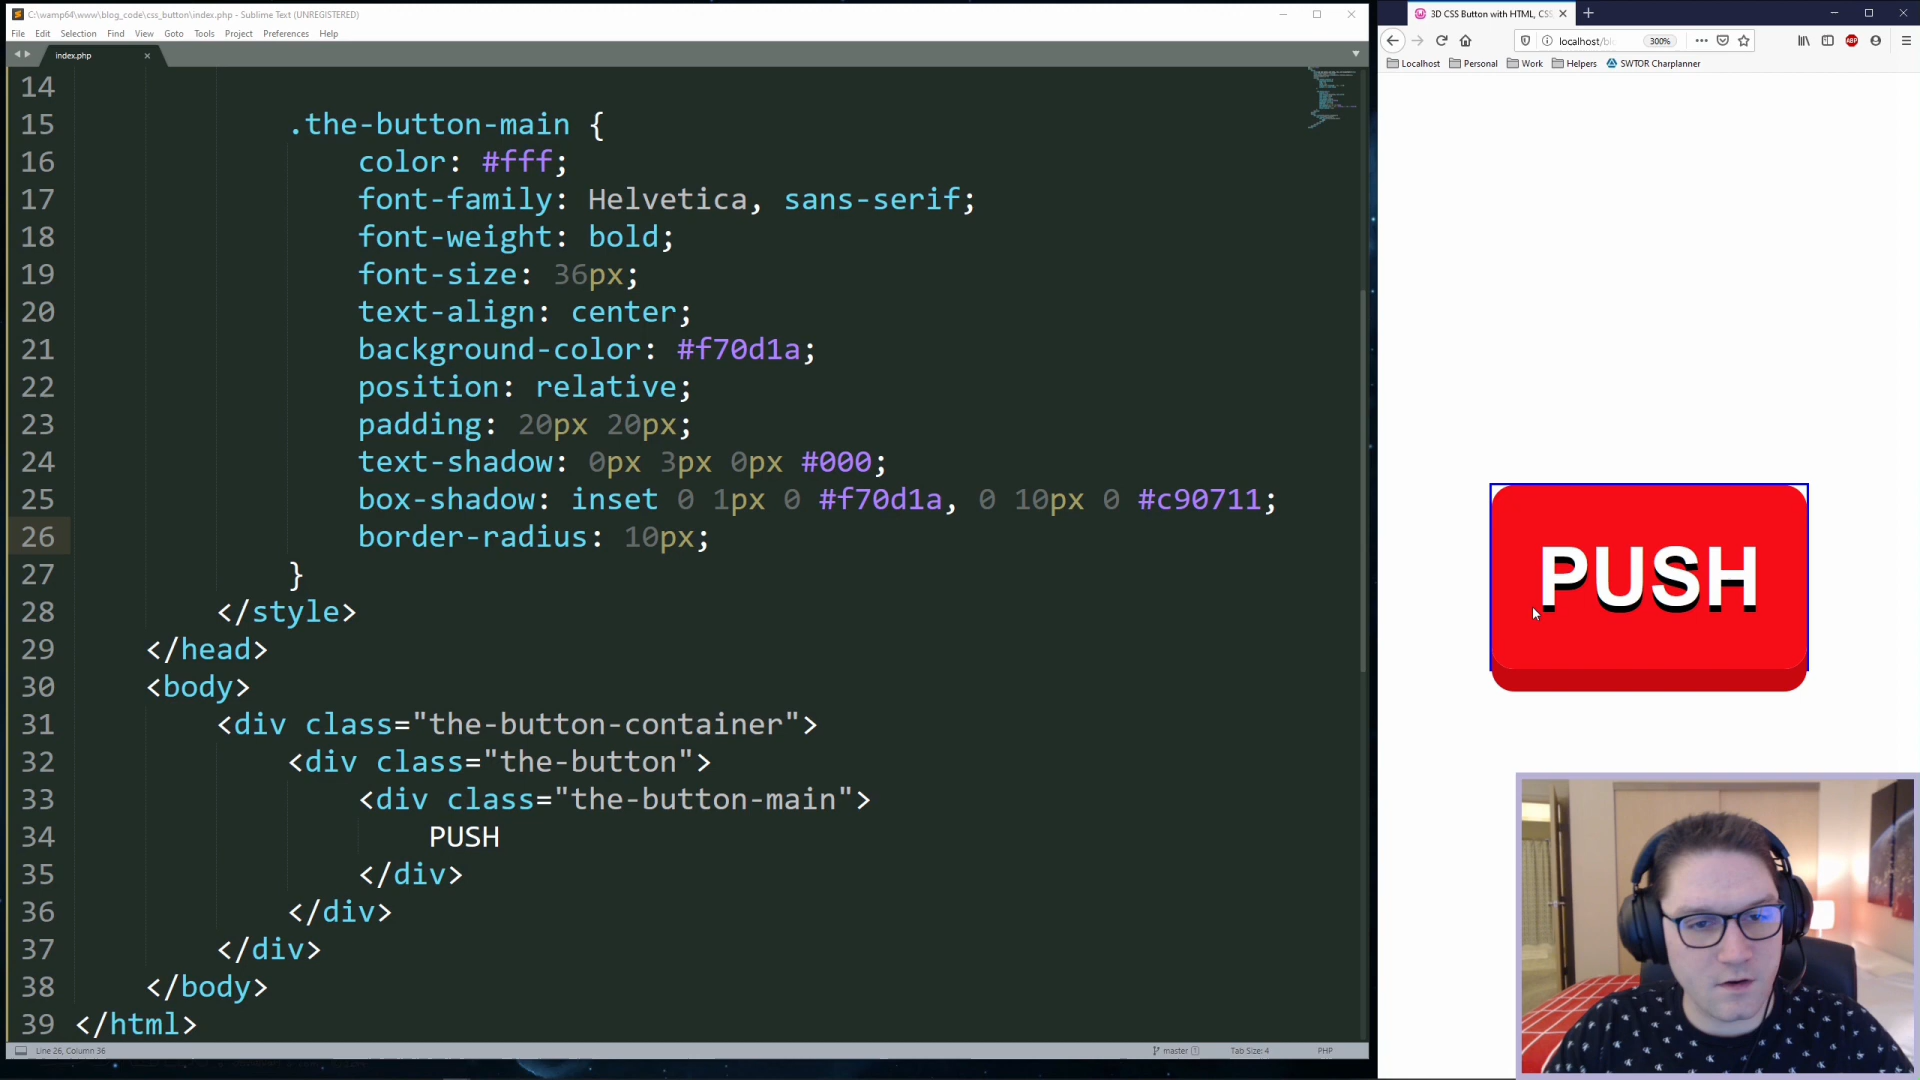 C:\wamp64\www\blog_code\css_button\index.php - Sublime Text (UNREGISTERED)
File Edit Selection Find View Goto Tools Project Preferences Help
index.php
14
15 .the-button-main {
16 color: #fff;
17 font-family: Helvetica, sans-serif;
18 font-weight: bold;
19 font-size: 36px;
20 text-align: center;
21 background-color: #f70d1a;
22 position: relative;
23 padding: 20px 20px;
24 text-shadow: 0px 3px 0px #000;
25 box-shadow: inset 0 1px 0 #f70d1a, 0 10px 0 #c90711;
26 border-radius: 10px;
27 }
28 </style>
29 </head>
30 <body>
31 <div class="the-button-container">
32 <div class="the-button">
33 <div class="the-button-main">
34 PUSH
35 </div>
36 </div>
37 </div>
38 </body>
39 </html>
Line 26, Column 36
master 1
Tab Size: 4
PHP
3D CSS Button with HTML, CSS
localhost/blo
300%
ABP
Localhost Personal Work Helpers SWTOR Charplanner
PUSH